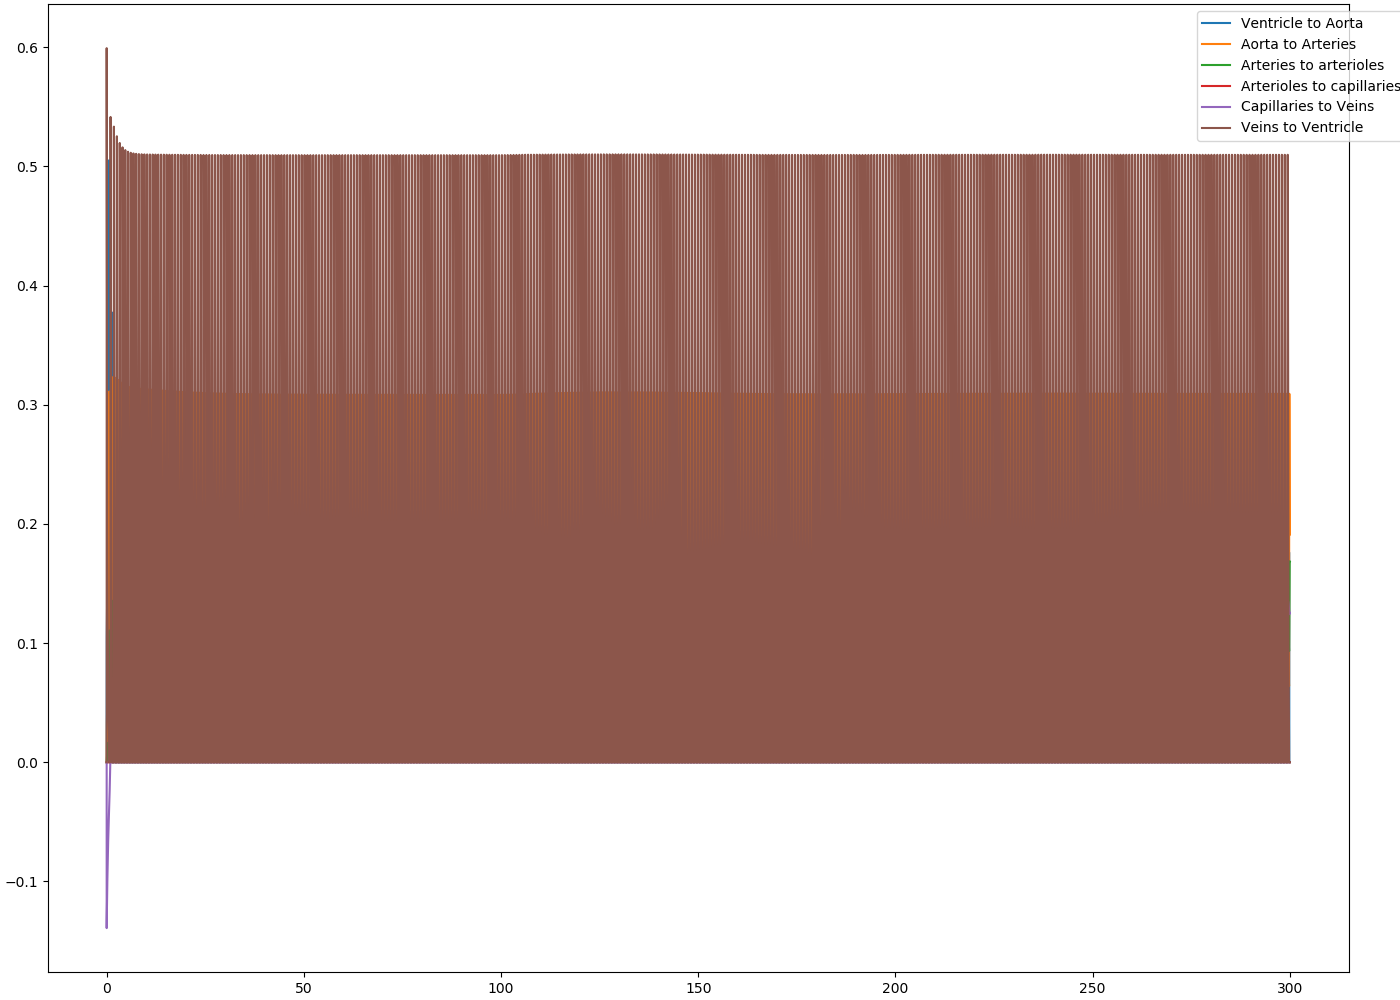 Ventricle to Aorta
Aorta to Arteries
Arteries to arterioles
Arterioles to capillaries
Capillaries to Veins
Veins to Ventricle
0.6
0.5
0.4
0.3
0.2
0.1
0.0
−0.1
0 50 100 150 200 250 300